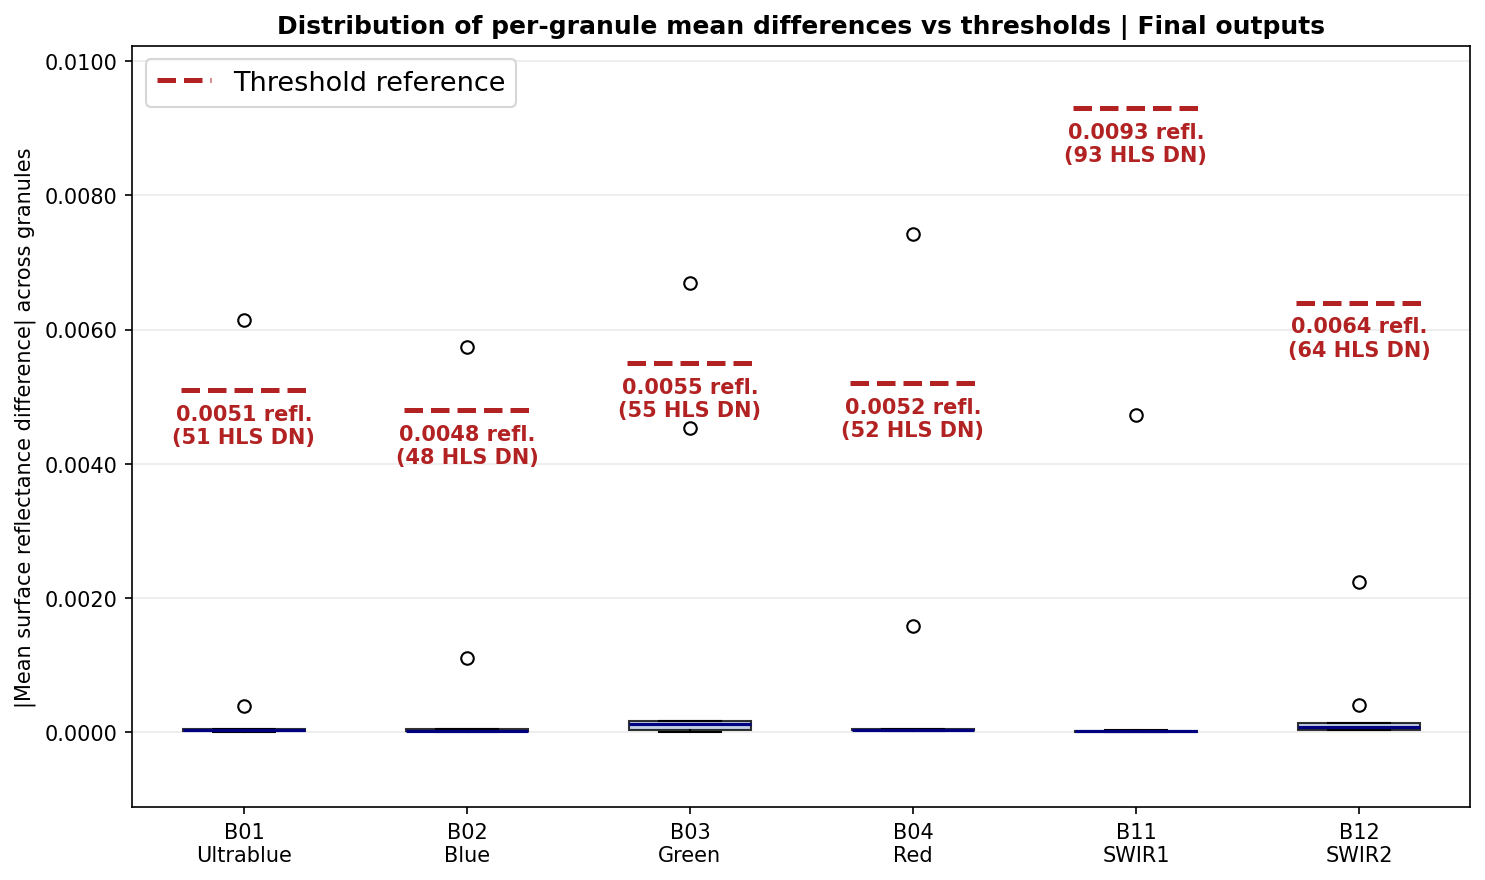 Distribution of per-granule mean differences vs thresholds | Final outputs
Threshold reference
|Mean surface reflectance difference| across granules
0.0100
0.0080
0.0060
0.0040
0.0020
0.0000
0.0051 refl.
(51 HLS DN)
0.0048 refl.
(48 HLS DN)
0.0055 refl.
(55 HLS DN)
0.0052 refl.
(52 HLS DN)
0.0093 refl.
(93 HLS DN)
0.0064 refl.
(64 HLS DN)
B01
Ultrablue
B02
Blue
B03
Green
B04
Red
B11
SWIR1
B12
SWIR2